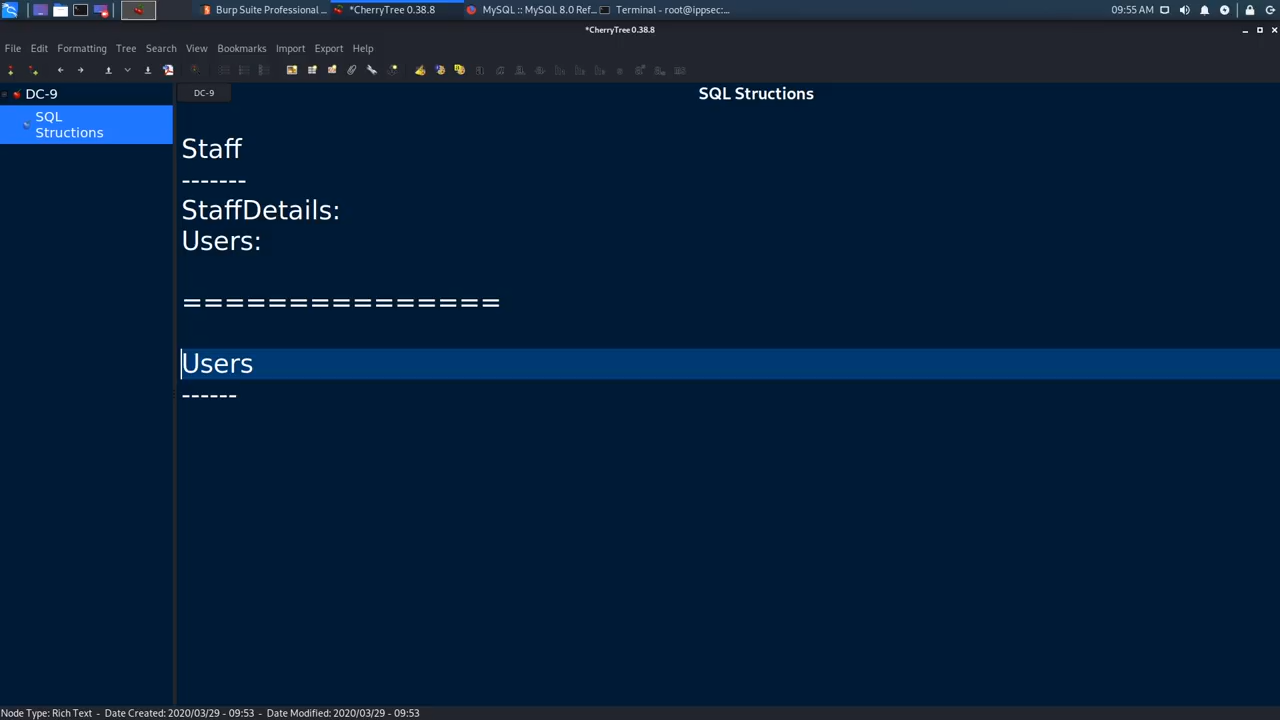 Burp Suite Professional ... *CherryTree 0.38.8 MySQL :: MySQL 8.0 Ref... Terminal - root@ippsec:... 09:55 AM
*CherryTree 0.38.8
File Edit Formatting Tree Search View Bookmarks Import Export Help
DC-9
SQL
Structions
DC-9
SQL Structions
Staff
-------
StaffDetails:
Users:
===============
Users
------
Node Type: Rich Text - Date Created: 2020/03/29 - 09:53 - Date Modified: 2020/03/29 - 09:53